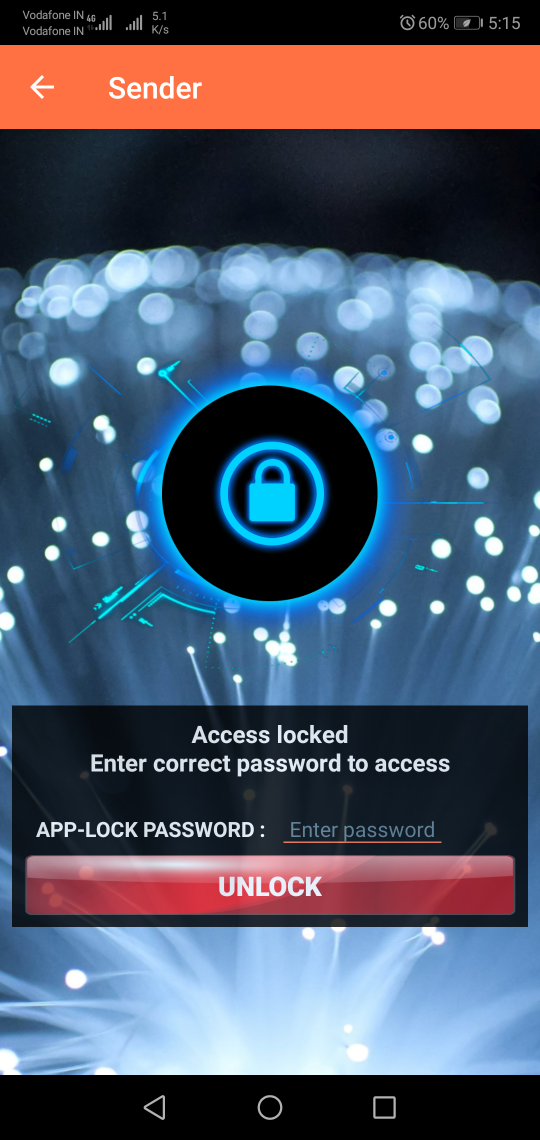 Vodafone IN 4G 5.1 60% 5:15
Vodafone IN K/s
Sender
Access locked
Enter correct password to access
APP-LOCK PASSWORD : Enter password
UNLOCK